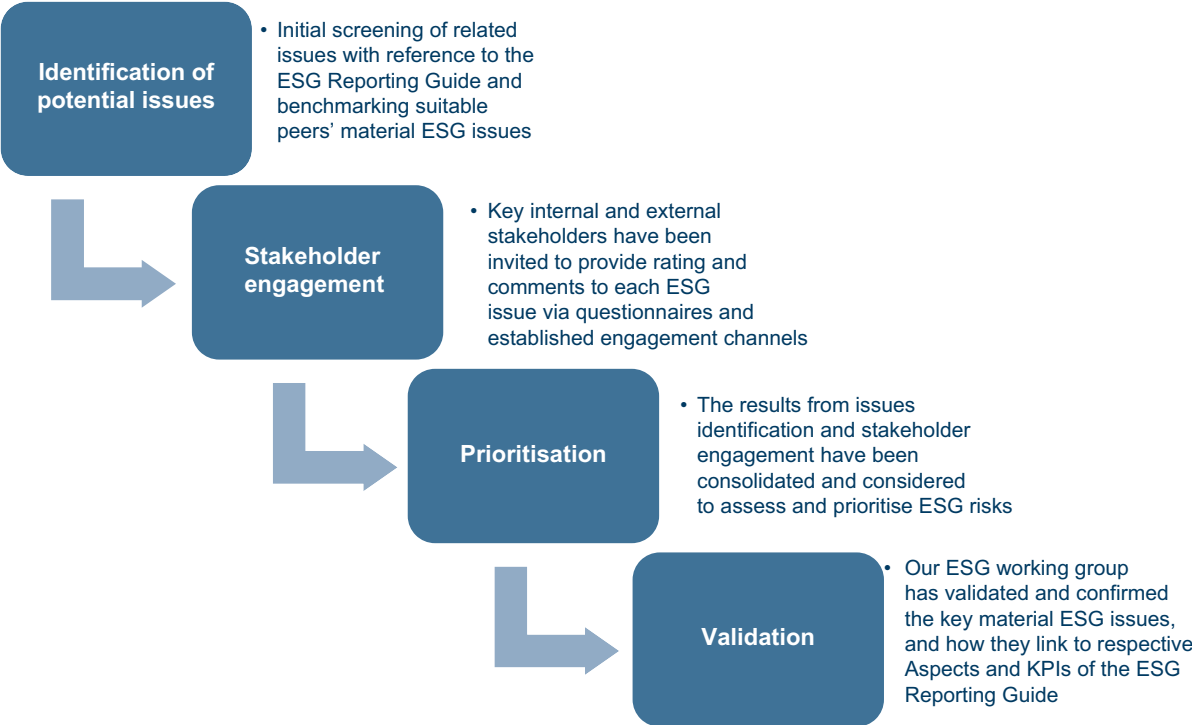 Identification of
potential issues
• Initial screening of related
issues with reference to the
ESG Reporting Guide and
benchmarking suitable
peers’ material ESG issues
Stakeholder
engagement
• Key internal and external
stakeholders have been
invited to provide rating and
comments to each ESG
issue via questionnaires and
established engagement channels
Prioritisation
• The results from issues
identification and stakeholder
engagement have been
consolidated and considered
to assess and prioritise ESG risks
Validation
• Our ESG working group
has validated and confirmed
the key material ESG issues,
and how they link to respective
Aspects and KPIs of the ESG
Reporting Guide